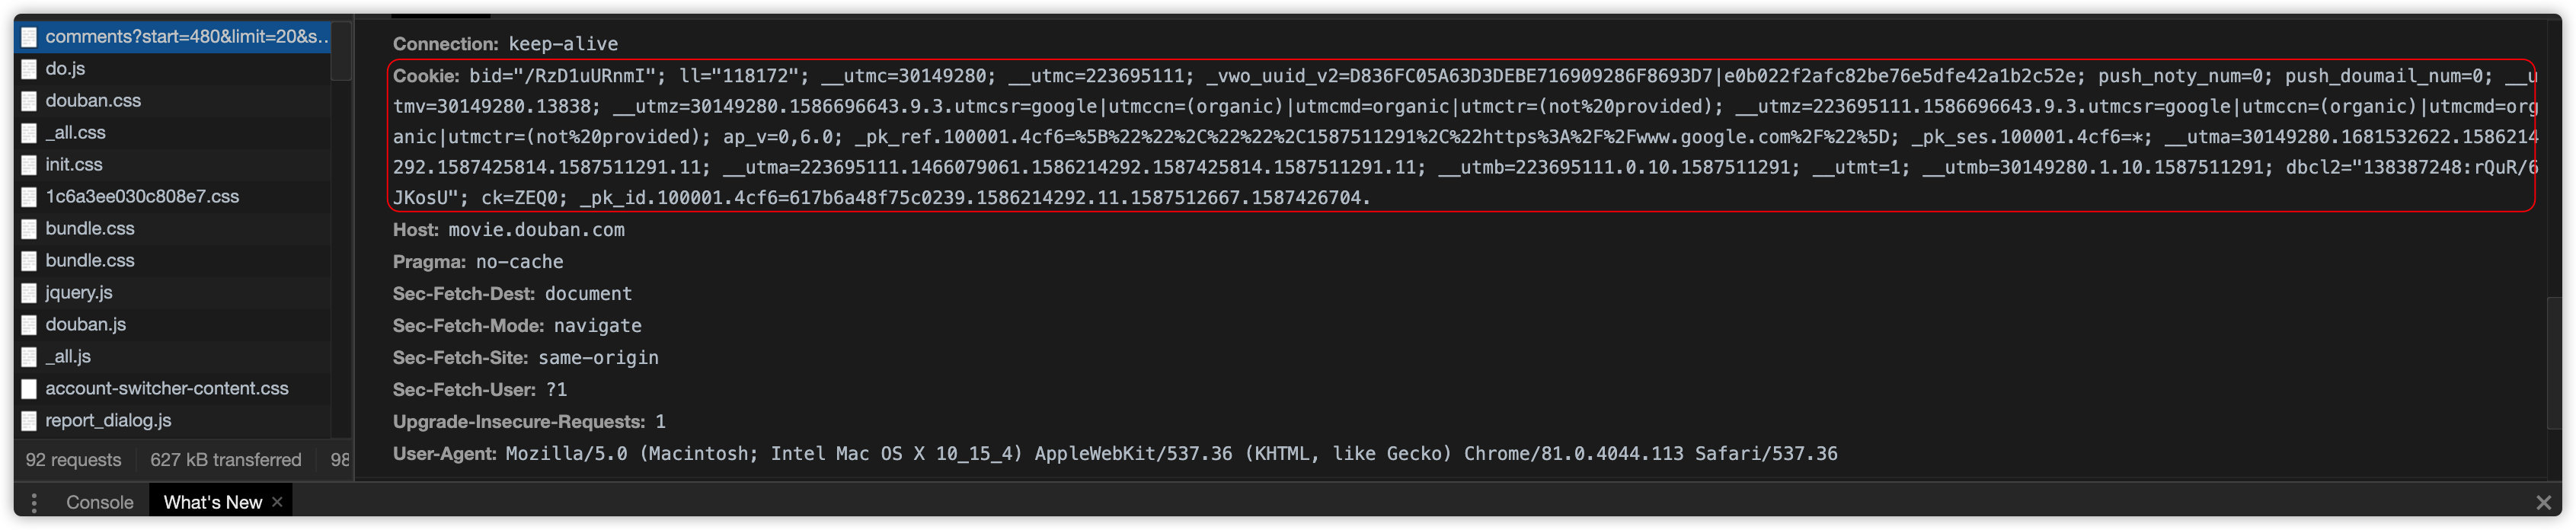 comments?start=480&limit=20&s...
do.js
douban.css
_all.css
init.css
1c6a3ee030c808e7.css
bundle.css
bundle.css
jquery.js
douban.js
_all.js
account-switcher-content.css
report_dialog.js
92 requests 627 kB transferred 98
Connection: keep-alive
Cookie: bid="/RzD1uURnmI"; ll="118172"; __utmc=30149280; __utmc=223695111; _vwo_uuid_v2=D836FC05A63D3DEBE716909286F8693D7|e0b022f2afc82be76e5dfe42a1b2c52e; push_noty_num=0; push_doumail_num=0; __u
tmv=30149280.13838; __utmz=30149280.1586696643.9.3.utmcsr=google|utmccn=(organic)|utmcmd=organic|utmctr=(not%20provided); __utmz=223695111.1586696643.9.3.utmcsr=google|utmccn=(organic)|utmcmd=org
anic|utmctr=(not%20provided); ap_v=0,6.0; _pk_ref.100001.4cf6=%5B%22%22%2C%22%22%2C1587511291%2C%22https%3A%2F%2Fwww.google.com%2F%22%5D; _pk_ses.100001.4cf6=*; __utma=30149280.1681532622.1586214
292.1587425814.1587511291.11; __utma=223695111.1466079061.1586214292.1587425814.1587511291.11; __utmb=223695111.0.10.1587511291; __utmt=1; __utmb=30149280.1.10.1587511291; dbcl2="138387248:rQuR/6
JKosU"; ck=ZEQ0; _pk_id.100001.4cf6=617b6a48f75c0239.1586214292.11.1587512667.1587426704.
Host: movie.douban.com
Pragma: no-cache
Sec-Fetch-Dest: document
Sec-Fetch-Mode: navigate
Sec-Fetch-Site: same-origin
Sec-Fetch-User: ?1
Upgrade-Insecure-Requests: 1
User-Agent: Mozilla/5.0 (Macintosh; Intel Mac OS X 10_15_4) AppleWebKit/537.36 (KHTML, like Gecko) Chrome/81.0.4044.113 Safari/537.36
Console What's New